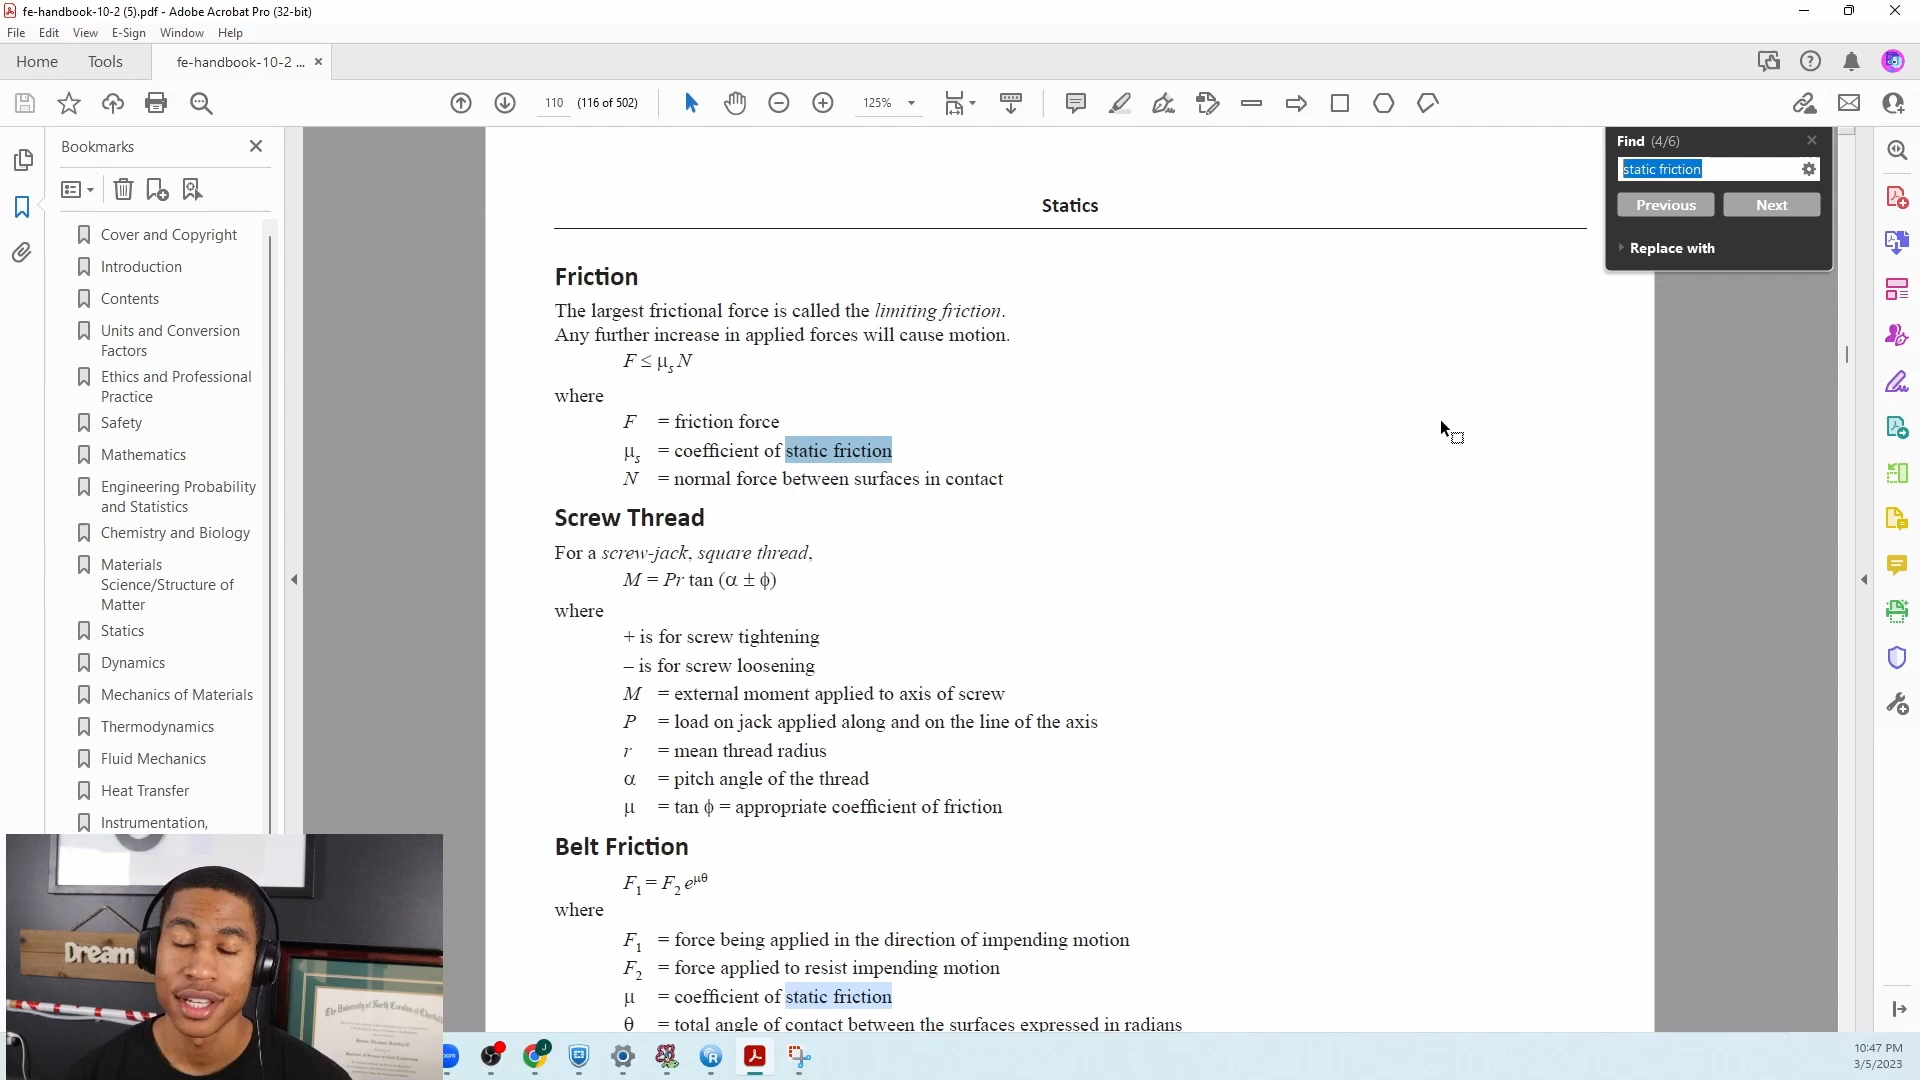 fe-handbook-10-2 (5).pdf - Adobe Acrobat Pro (32-bit)
File Edit View E-Sign Window Help
Home Tools fe-handbook-10-2 ... ×
110 (116 of 502) 125%
Bookmarks
Cover and Copyright
Introduction
Contents
Units and Conversion
Factors
Ethics and Professional
Practice
Safety
Mathematics
Engineering Probability
and Statistics
Chemistry and Biology
Materials
Science/Structure of
Matter
Statics
Dynamics
Mechanics of Materials
Thermodynamics
Fluid Mechanics
Heat Transfer
Instrumentation,
Statics
Friction
The largest frictional force is called the limiting friction.
Any further increase in applied forces will cause motion.
F ≤ μs N
where
F = friction force
μs = coefficient of static friction
N = normal force between surfaces in contact
Screw Thread
For a screw-jack, square thread,
M = Pr tan (α ± ϕ)
where
+ is for screw tightening
– is for screw loosening
M = external moment applied to axis of screw
P = load on jack applied along and on the line of the axis
r = mean thread radius
α = pitch angle of the thread
μ = tan ϕ = appropriate coefficient of friction
Belt Friction
F1 = F2 e^μθ
where
F1 = force being applied in the direction of impending motion
F2 = force applied to resist impending motion
μ = coefficient of static friction
θ = total angle of contact between the surfaces expressed in radians
Find (4/6)
static friction
Previous Next
Replace with
Dream
The University of North Carolina at Charlotte
10:47 PM
3/5/2023